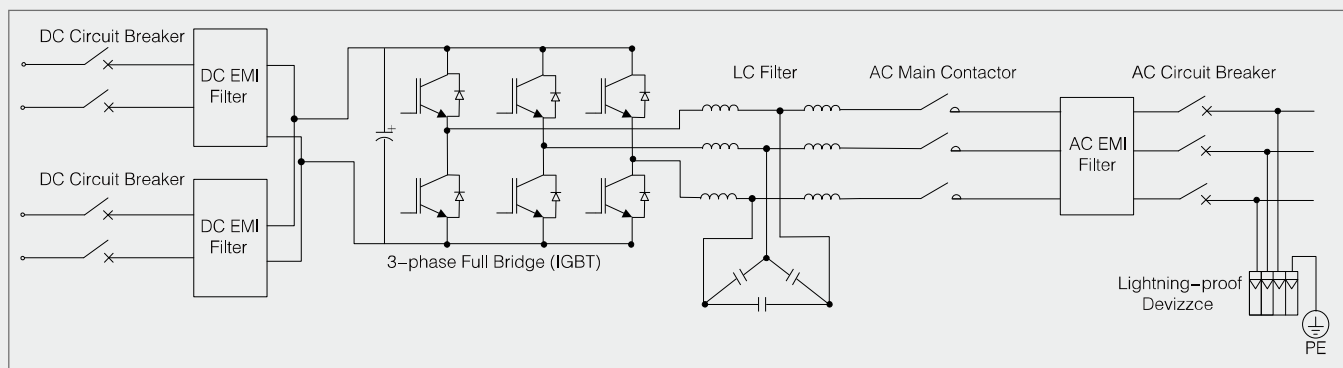 DC Circuit Breaker
DC EMI
Filter
DC Circuit Breaker
DC EMI
Filter
+
3-phase Full Bridge (IGBT)
LC Filter
AC Main Contactor
AC EMI
Filter
AC Circuit Breaker
Lightning-proof
Devizzce
PE